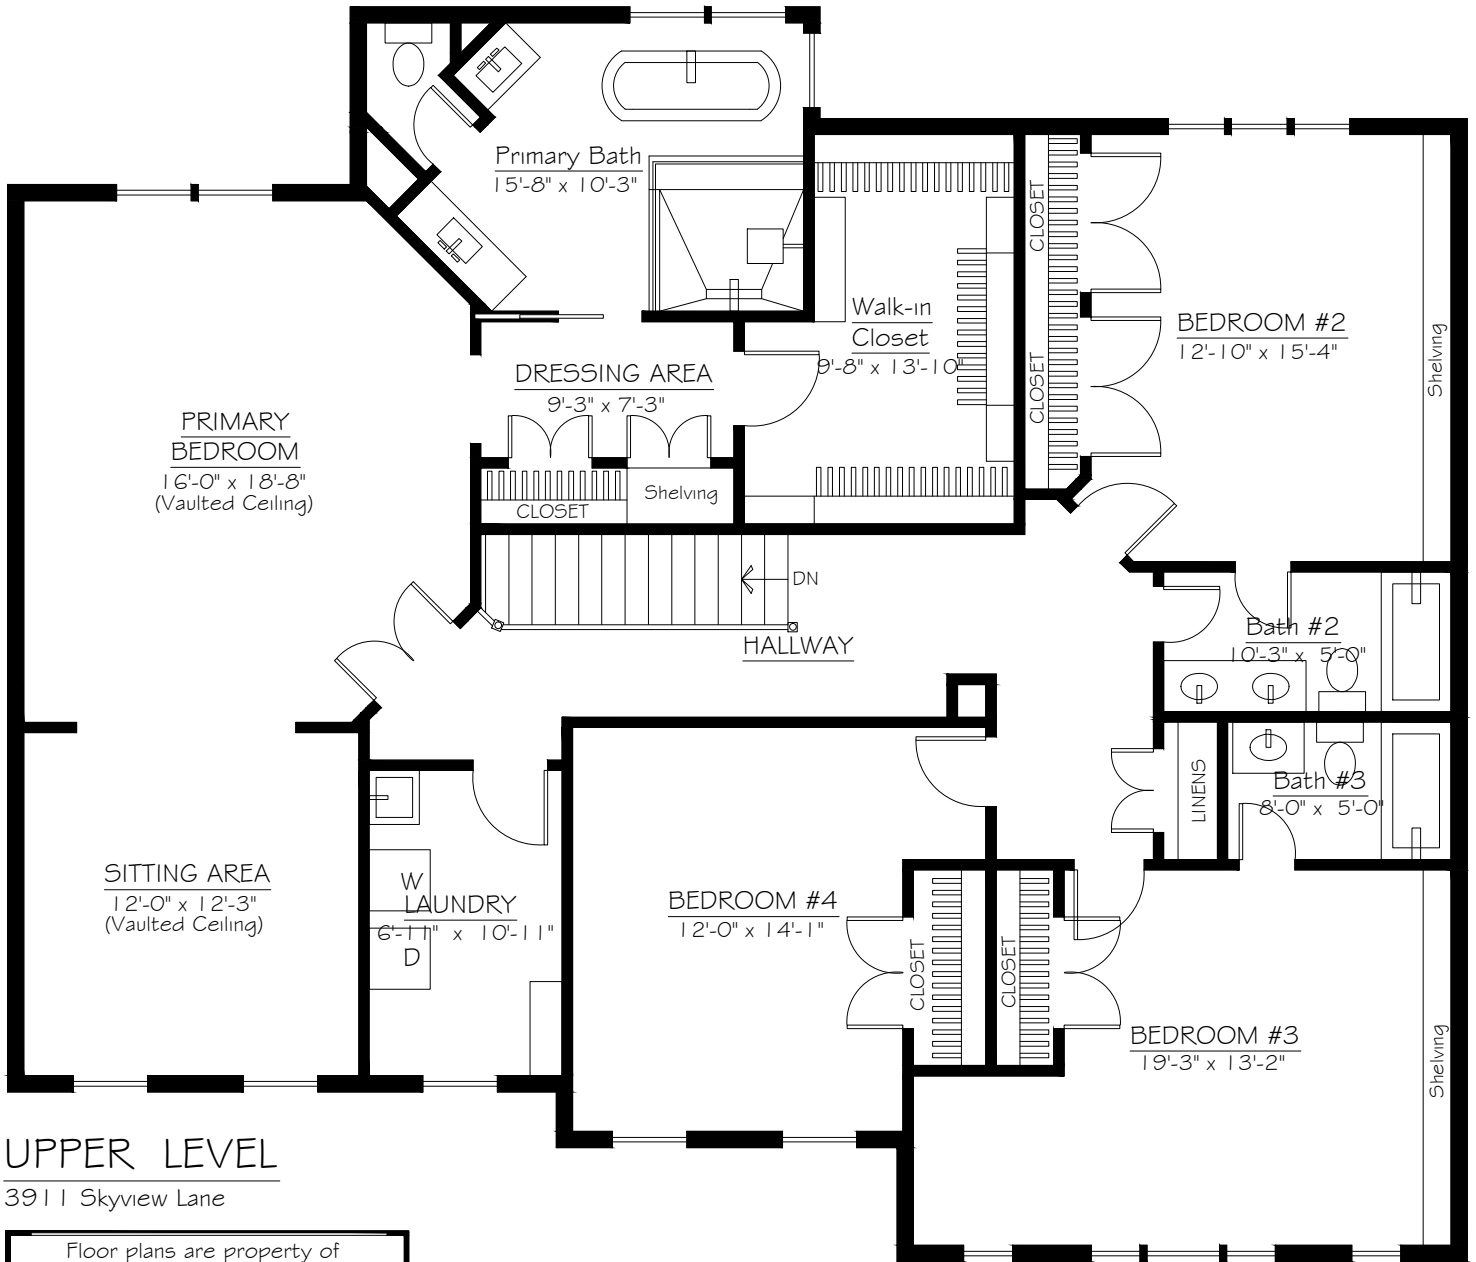 Primary Bath
15'-8" x 10'-3"
CLOSET
Walk-in
Closet
9'-8" x 13'-10"
BEDROOM #2
12'-10" x 15'-4"
Shelving
CLOSET
DRESSING AREA
9'-3" x 7'-3"
PRIMARY
BEDROOM
16'-0" x 18'-8"
(Vaulted Ceiling)
Shelving
CLOSET
DN
HALLWAY
Bath #2
10'-3" x 5'-0"
LINENS
Bath #3
8'-0" x 5'-0"
SITTING AREA
12'-0" x 12'-3"
(Vaulted Ceiling)
W
LAUNDRY
6'-11" x 10'-11"
D
BEDROOM #4
12'-0" x 14'-1"
CLOSET
CLOSET
BEDROOM #3
19'-3" x 13'-2"
Shelving
UPPER LEVEL
3911 Skyview Lane
Floor plans are property of